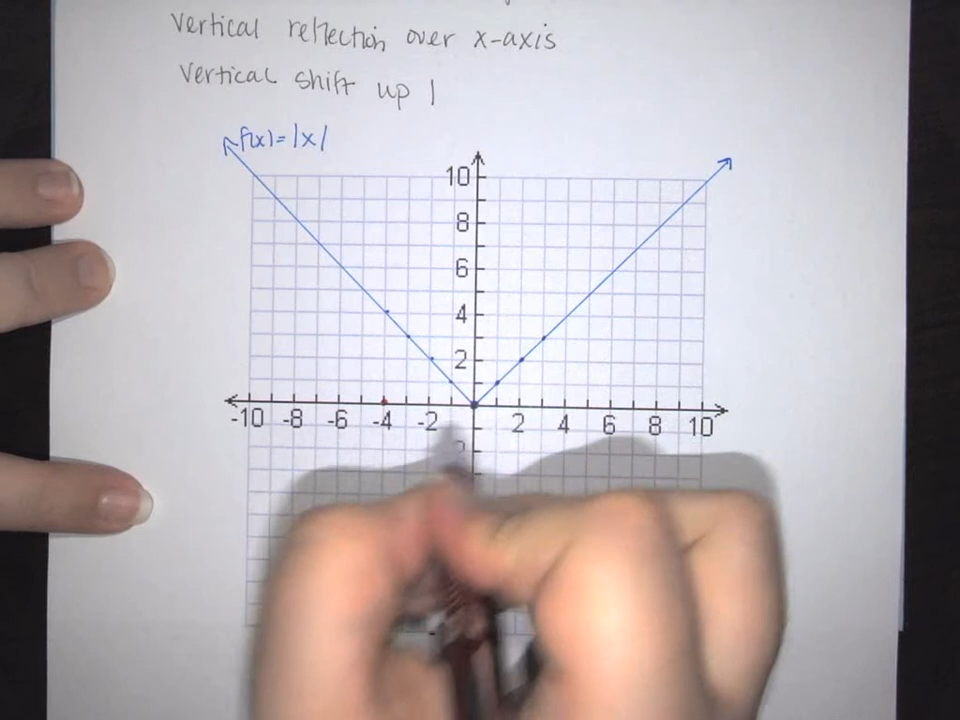 vertical reflection over x-axis
vertical shift up 1
f(x)=|x|
10
8
6
4
2
-10 -8 -6 -4 -2 2 4 6 8 10